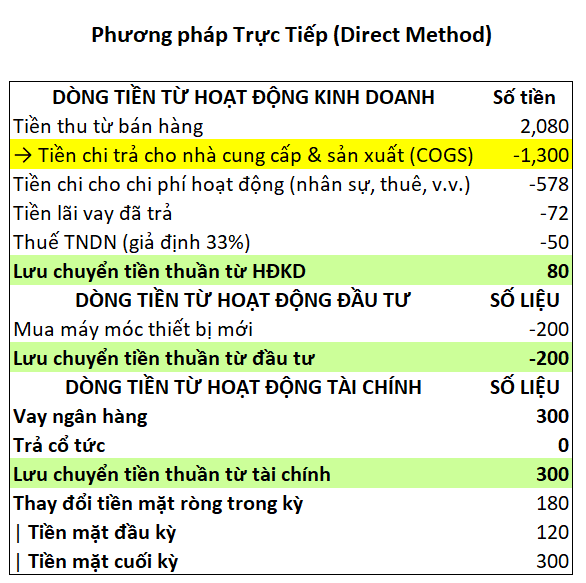 Phương pháp Trực Tiếp (Direct Method)
DÒNG TIỀN TỪ HOẠT ĐỘNG KINH DOANH Số tiền
Tiền thu từ bán hàng 2,080
→ Tiền chi trả cho nhà cung cấp & sản xuất (COGS) -1,300
Tiền chi cho chi phí hoạt động (nhân sự, thuê, v.v.) -578
Tiền lãi vay đã trả -72
Thuế TNDN (giả định 33%) -50
Lưu chuyển tiền thuần từ HĐKD 80
DÒNG TIỀN TỪ HOẠT ĐỘNG ĐẦU TƯ SỐ LIỆU
Mua máy móc thiết bị mới -200
Lưu chuyển tiền thuần từ đầu tư -200
DÒNG TIỀN TỪ HOẠT ĐỘNG TÀI CHÍNH SỐ LIỆU
Vay ngân hàng 300
Trả cổ tức 0
Lưu chuyển tiền thuần từ tài chính 300
Thay đổi tiền mặt ròng trong kỳ 180
| Tiền mặt đầu kỳ 120
| Tiền mặt cuối kỳ 300